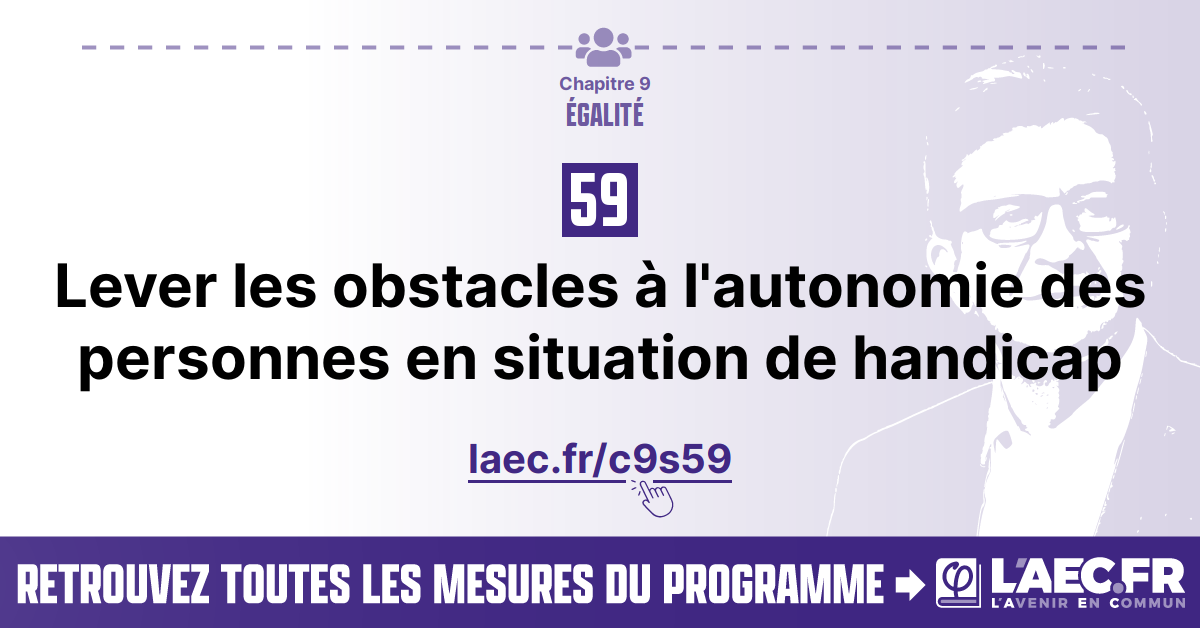 Chapitre 9
ÉGALITÉ
59
Lever les obstacles à l'autonomie des
personnes en situation de handicap
laec.fr/c9s59
RETROUVEZ TOUTES LES MESURES DU PROGRAMME
L'AEC.FR
L'AVENIR EN COMMUN